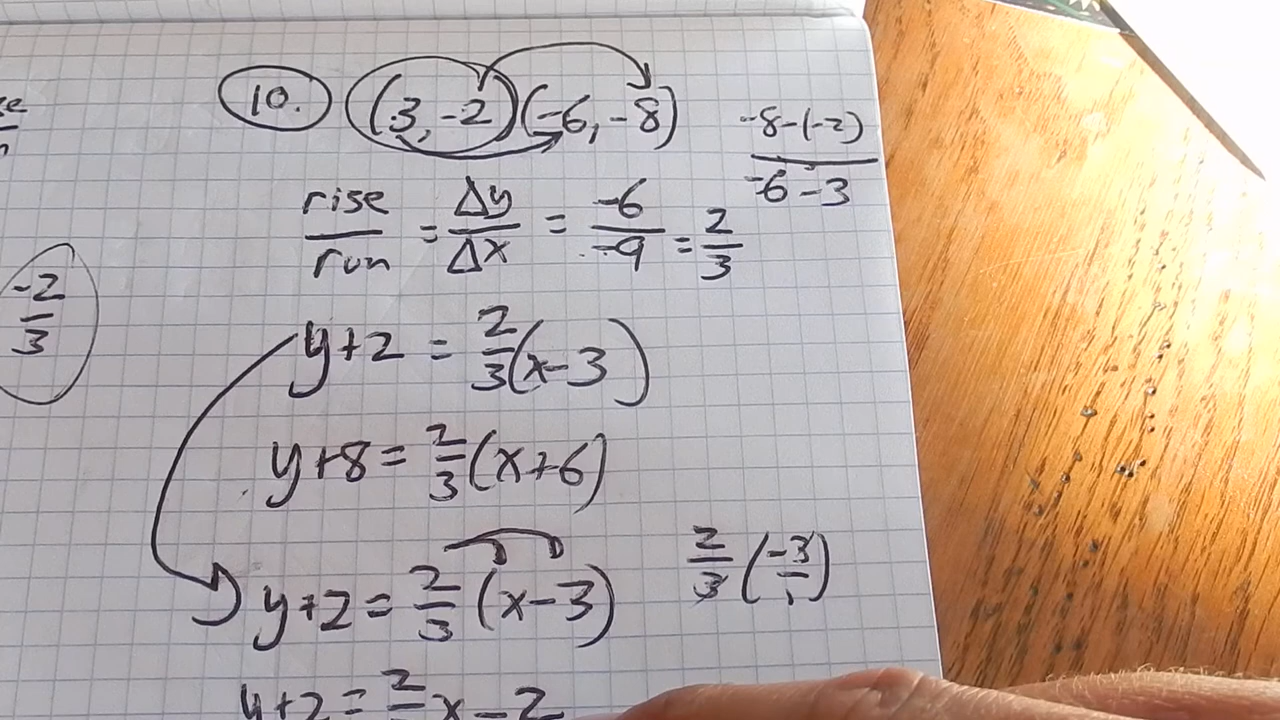 10. (3, -2) (-6, -8)
-8-(-2)/-6-3
rise/run = Δy/Δx = -6/-9 = 2/3
-2/3
y+2 = 2/3(x-3)
y+8 = 2/3(x+6)
y+2 = 2/3(x-3) 2/3(-3/1)
y+2 = 2/3x-2